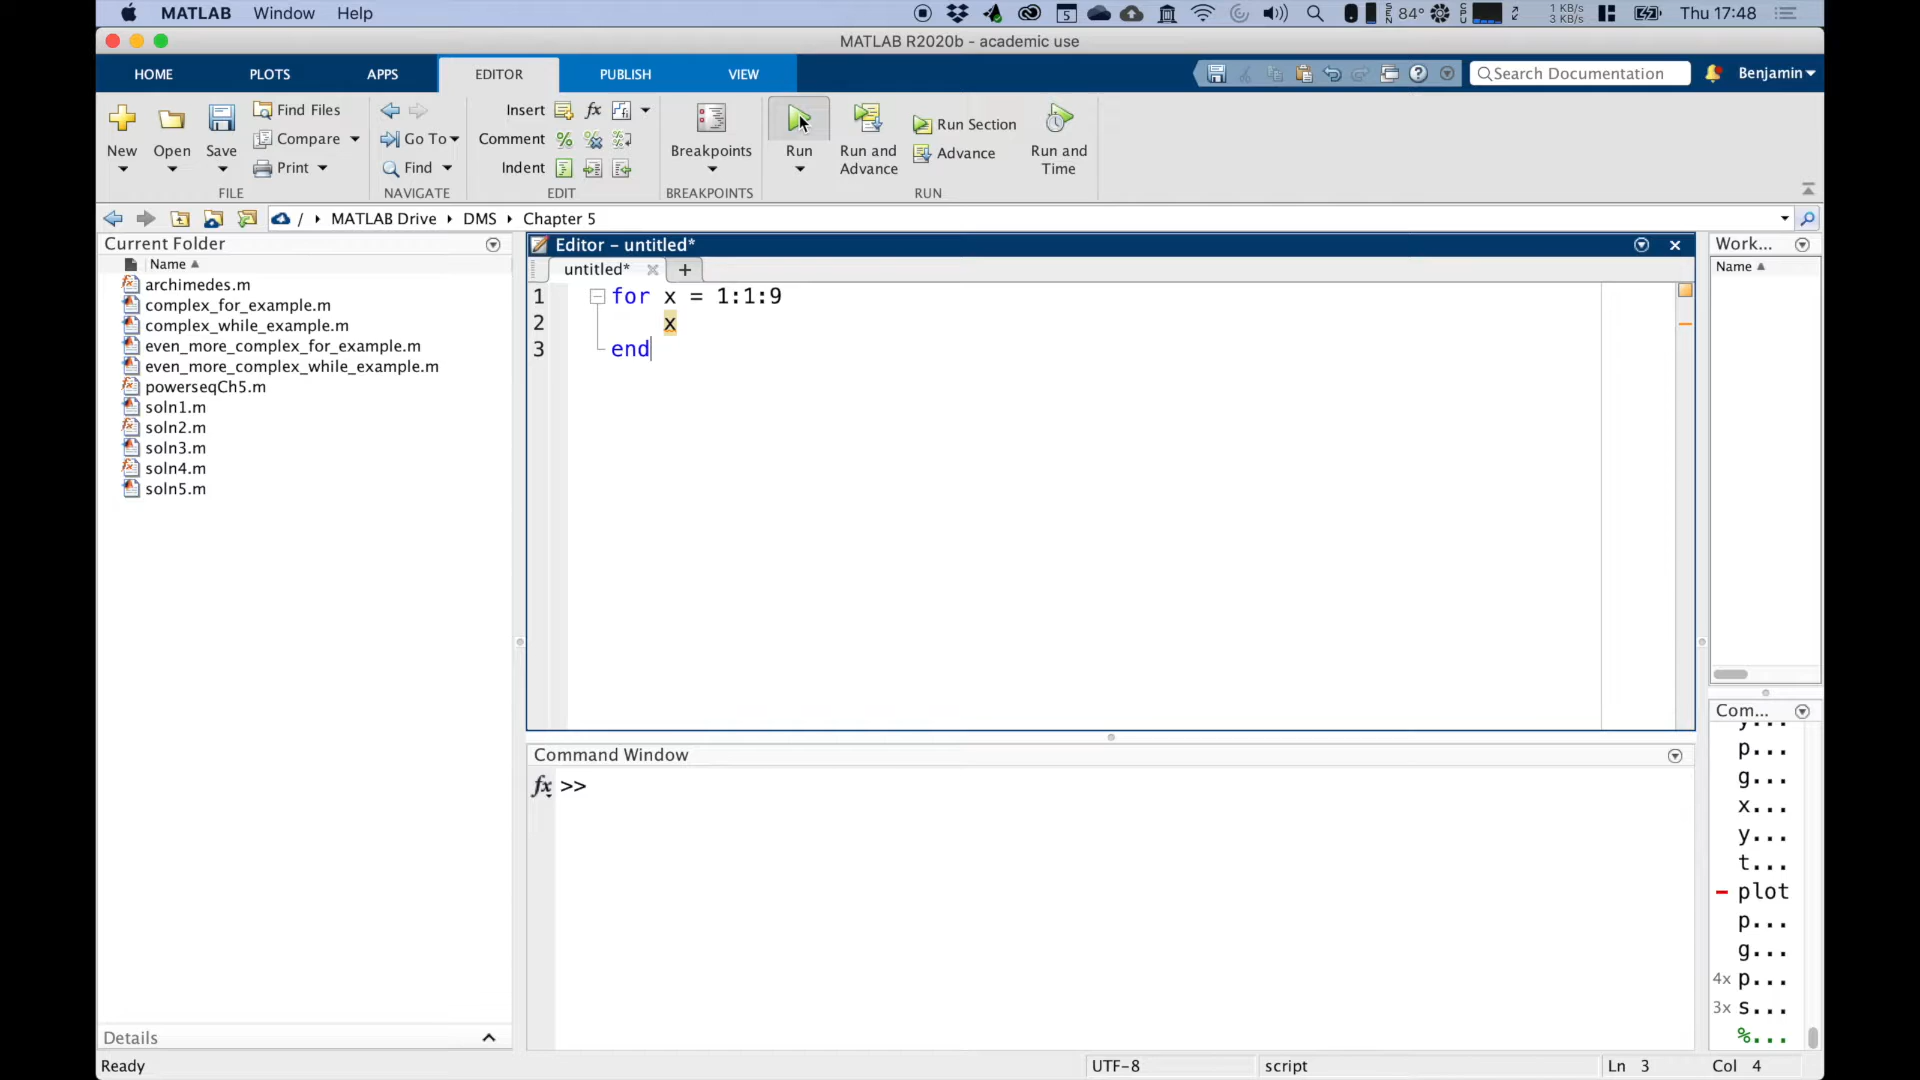 MATLAB Window Help
84°
1 KB/s
3 KB/s
Thu 17:48
MATLAB R2020b - academic use
HOME PLOTS APPS EDITOR PUBLISH VIEW
Search Documentation
Benjamin
New Open Save
Find Files
Compare
Print
FILE
Go To
Find
NAVIGATE
Insert fx
Comment %
Indent
EDIT
Breakpoints
BREAKPOINTS
Run
Run and Advance
Run Section
Advance
Run and Time
RUN
/ MATLAB Drive DMS Chapter 5
Current Folder
Name
archimedes.m
complex_for_example.m
complex_while_example.m
even_more_complex_for_example.m
even_more_complex_while_example.m
powerseqCh5.m
soln1.m
soln2.m
soln3.m
soln4.m
soln5.m
Details
Ready
Editor – untitled*
untitled* +
1 for x = 1:1:9
2 x
3 end
Command Window
fx >>
Work...
Name
Com...
y...
p...
g...
x...
y...
t...
plot
p...
g...
4x p...
3x s...
%...
UTF-8 script Ln 3 Col 4